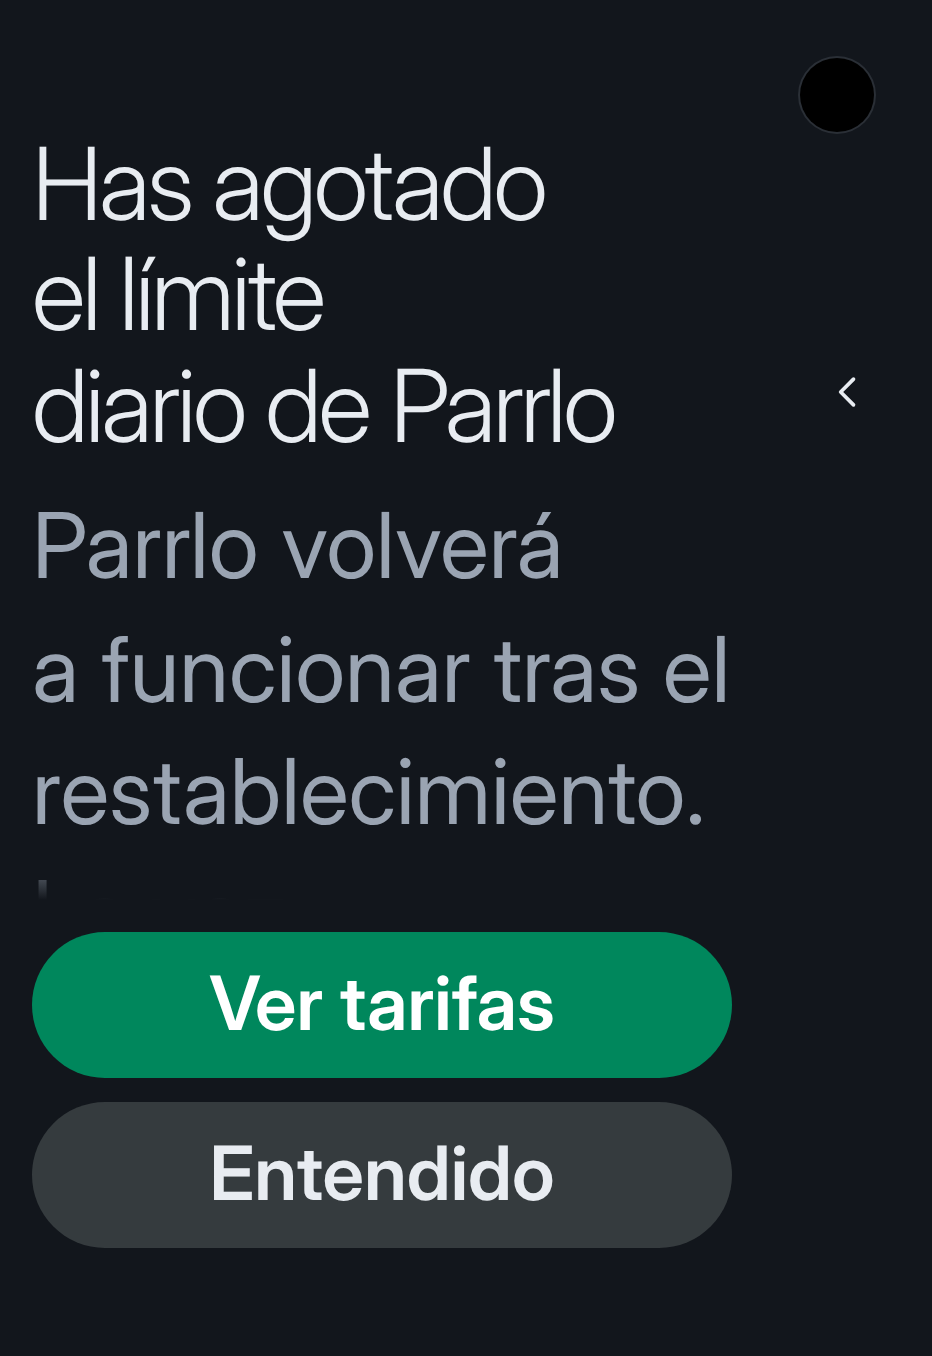 Has agotado
el límite
diario de Parrlo
Parrlo volverá
a funcionar tras el
restablecimiento.
Ver tarifas
Entendido